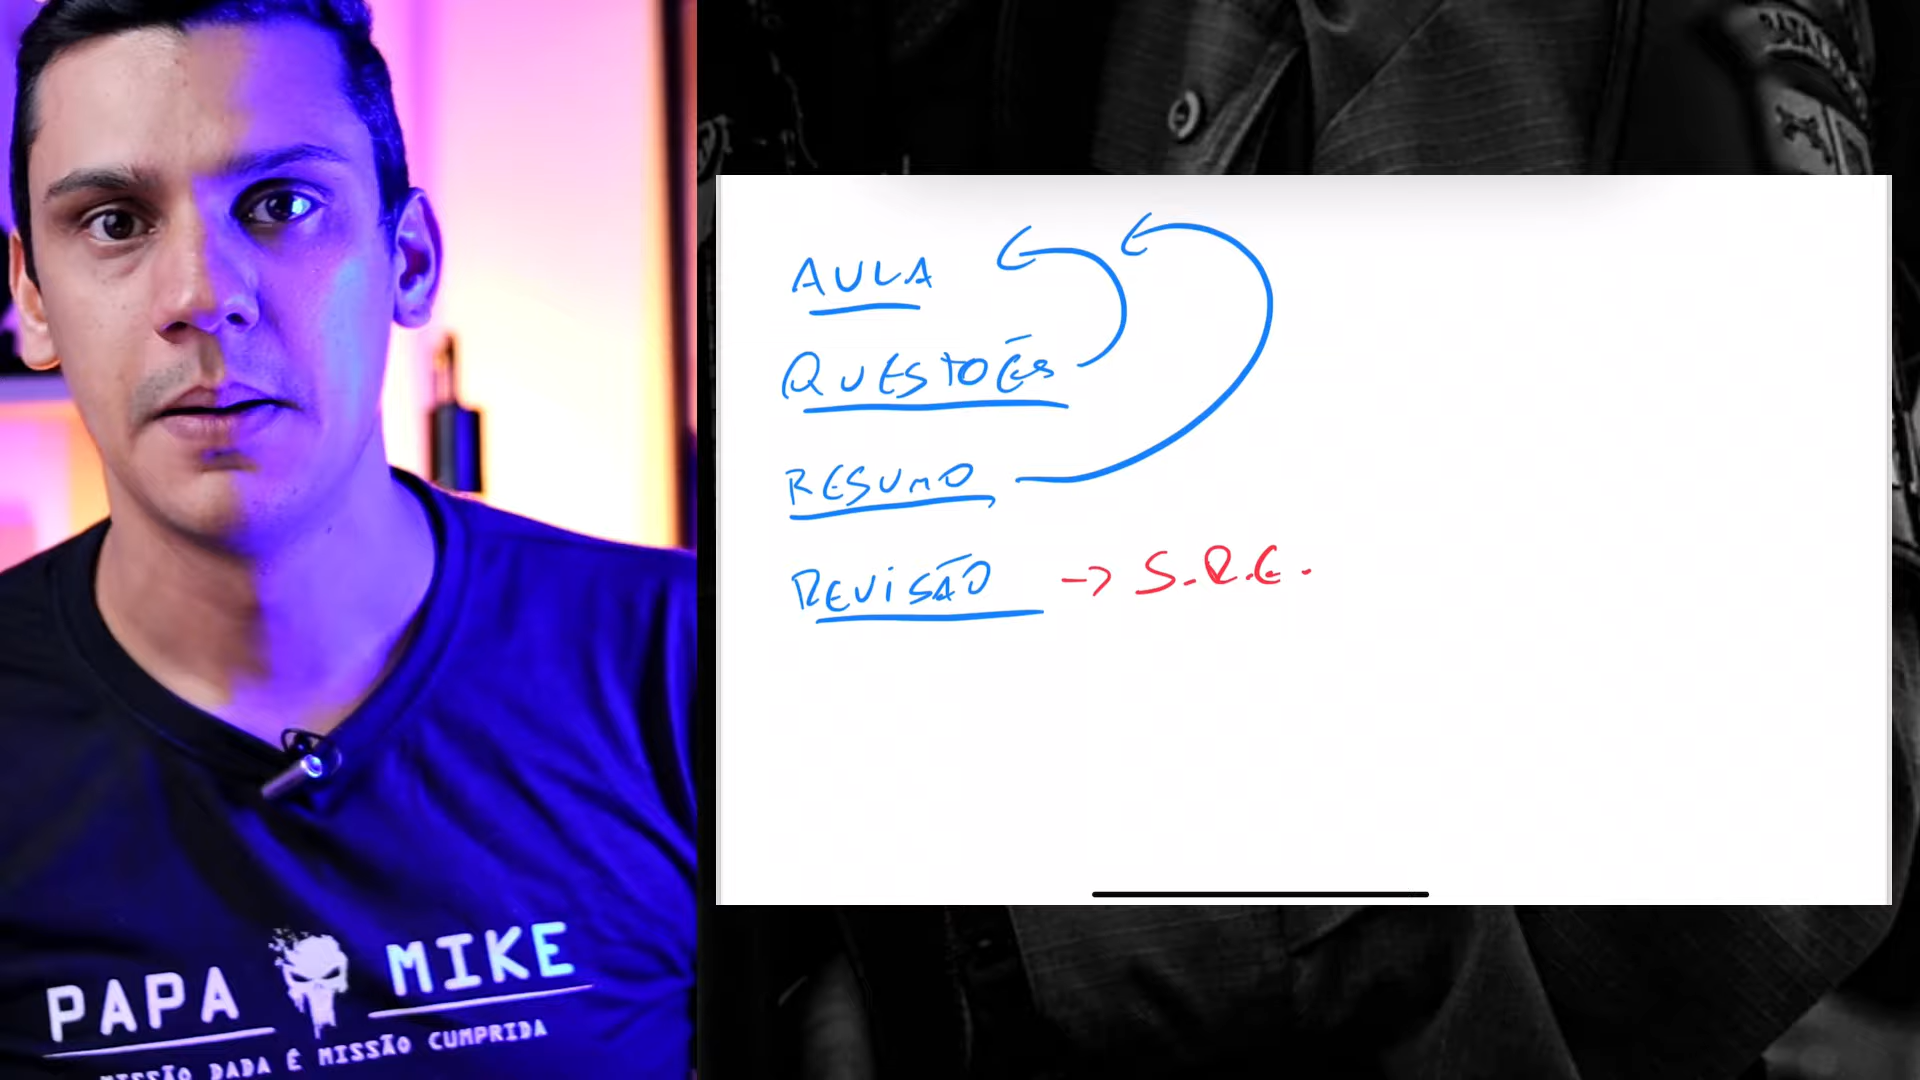 AULA
QUESTÕES
RESUMO
REVISÃO -> S.R.E.
PAPA MIKE
MISSÃO DADA É MISSÃO CUMPRIDA